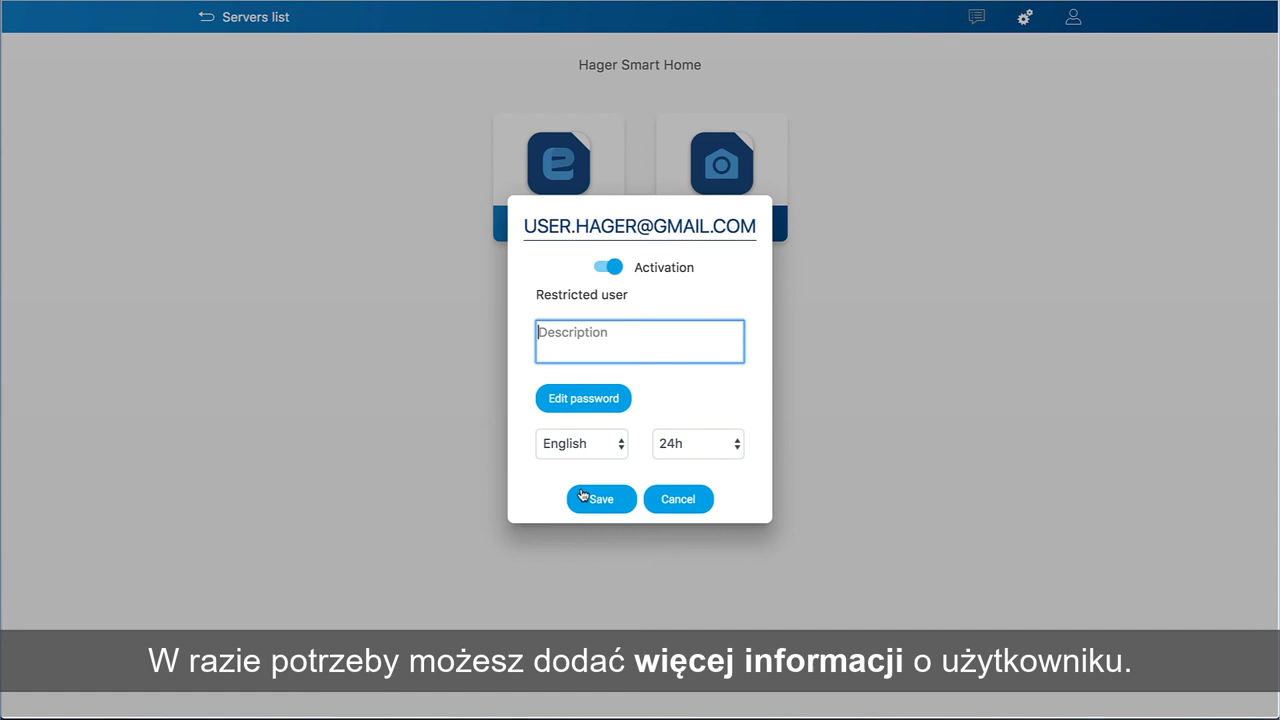 Servers list
Hager Smart Home
USER.HAGER@GMAIL.COM
Activation
Restricted user
Description
Edit password
English 24h
Save Cancel
W razie potrzeby możesz dodać więcej informacji o użytkowniku.